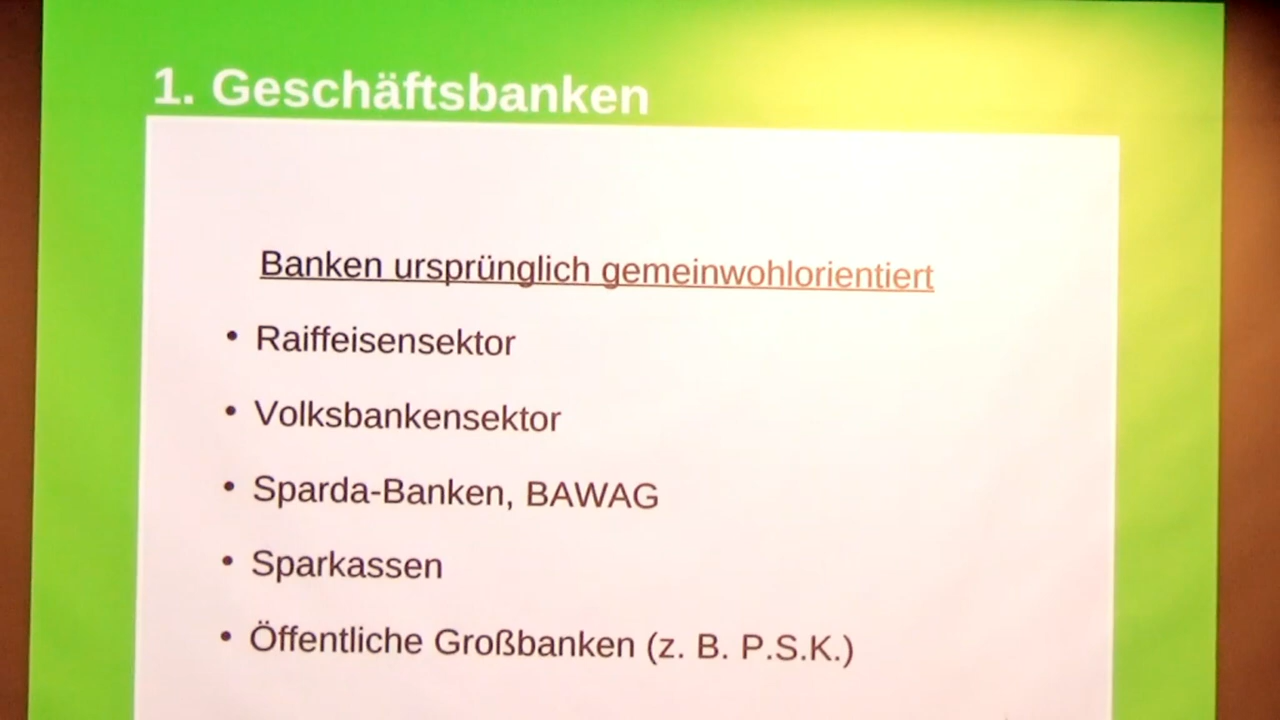 1. Geschäftsbanken
Banken ursprünglich gemeinwohlorientiert
• Raiffeisensektor
• Volksbankensektor
• Sparda-Banken, BAWAG
• Sparkassen
• Öffentliche Großbanken (z. B. P.S.K.)